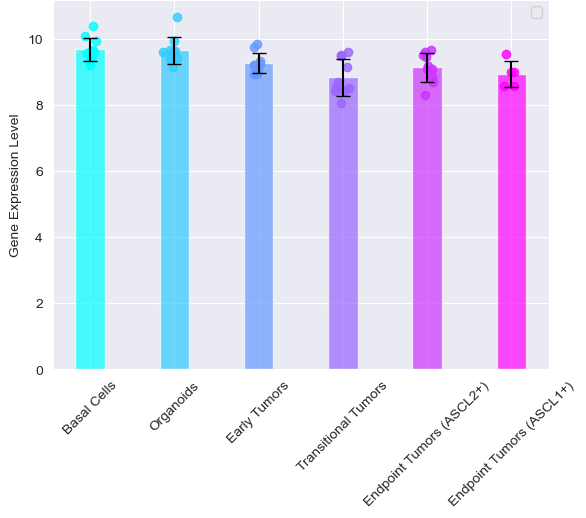 Gene Expression Level
10
8
6
4
2
0
Basal Cells
Organoids
Early Tumors
Transitional Tumors
Endpoint Tumors (ASCL2+)
Endpoint Tumors (ASCL1+)